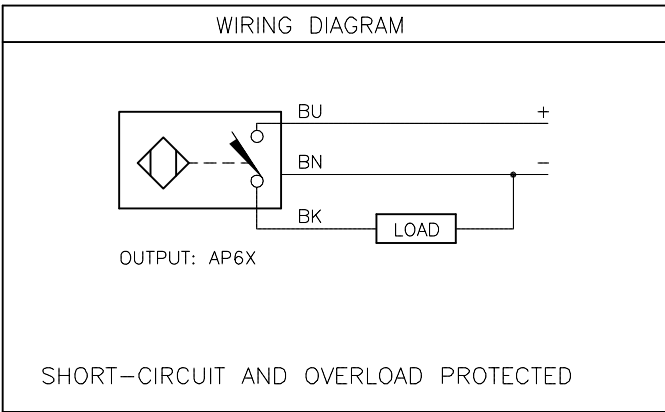 WIRING DIAGRAM
BU +
BN −
BK
LOAD
OUTPUT: AP6X
SHORT−CIRCUIT AND OVERLOAD PROTECTED